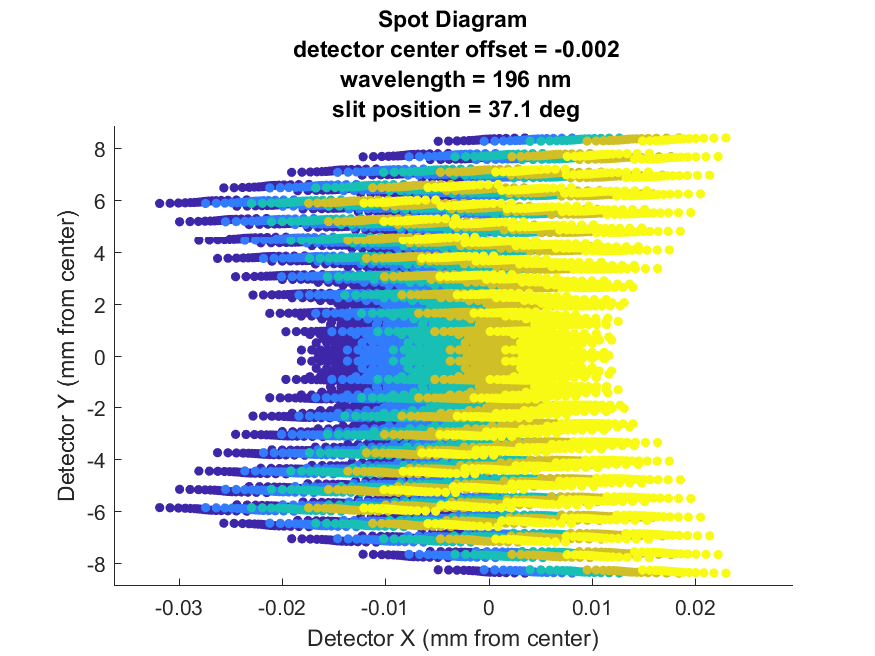 Spot Diagram
detector center offset = -0.002
wavelength = 196 nm
slit position = 37.1 deg
8
6
4
2
0
-2
-4
-6
-8
Detector Y (mm from center)
-0.03 -0.02 -0.01 0 0.01 0.02
Detector X (mm from center)